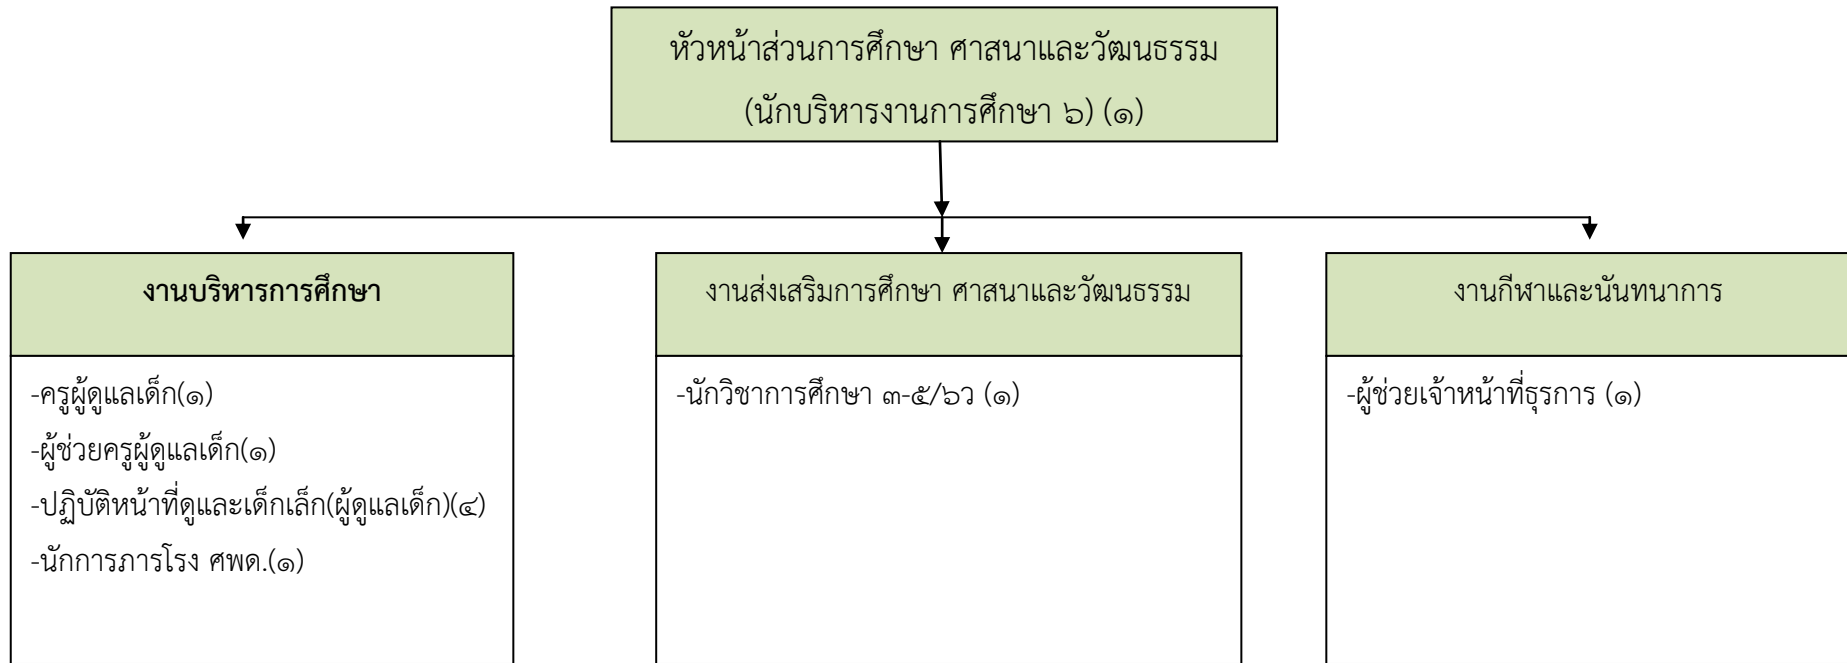 หัวหน้าส่วนการศึกษา ศาสนาและวัฒนธรรม
(นักบริหารงานการศึกษา ๖) (๑)
งานบริหารการศึกษา
-ครูผู้ดูแลเด็ก(๑)
-ผู้ช่วยครูผู้ดูแลเด็ก(๑)
-ปฏิบัติหน้าที่ดูและเด็กเล็ก(ผู้ดูแลเด็ก)(๔)
-นักการภารโรง ศพด.(๑)
งานส่งเสริมการศึกษา ศาสนาและวัฒนธรรม
-นักวิชาการศึกษา ๓-๕/๖ว (๑)
งานกีฬาและนันทนาการ
-ผู้ช่วยเจ้าหน้าที่ธุรการ (๑)